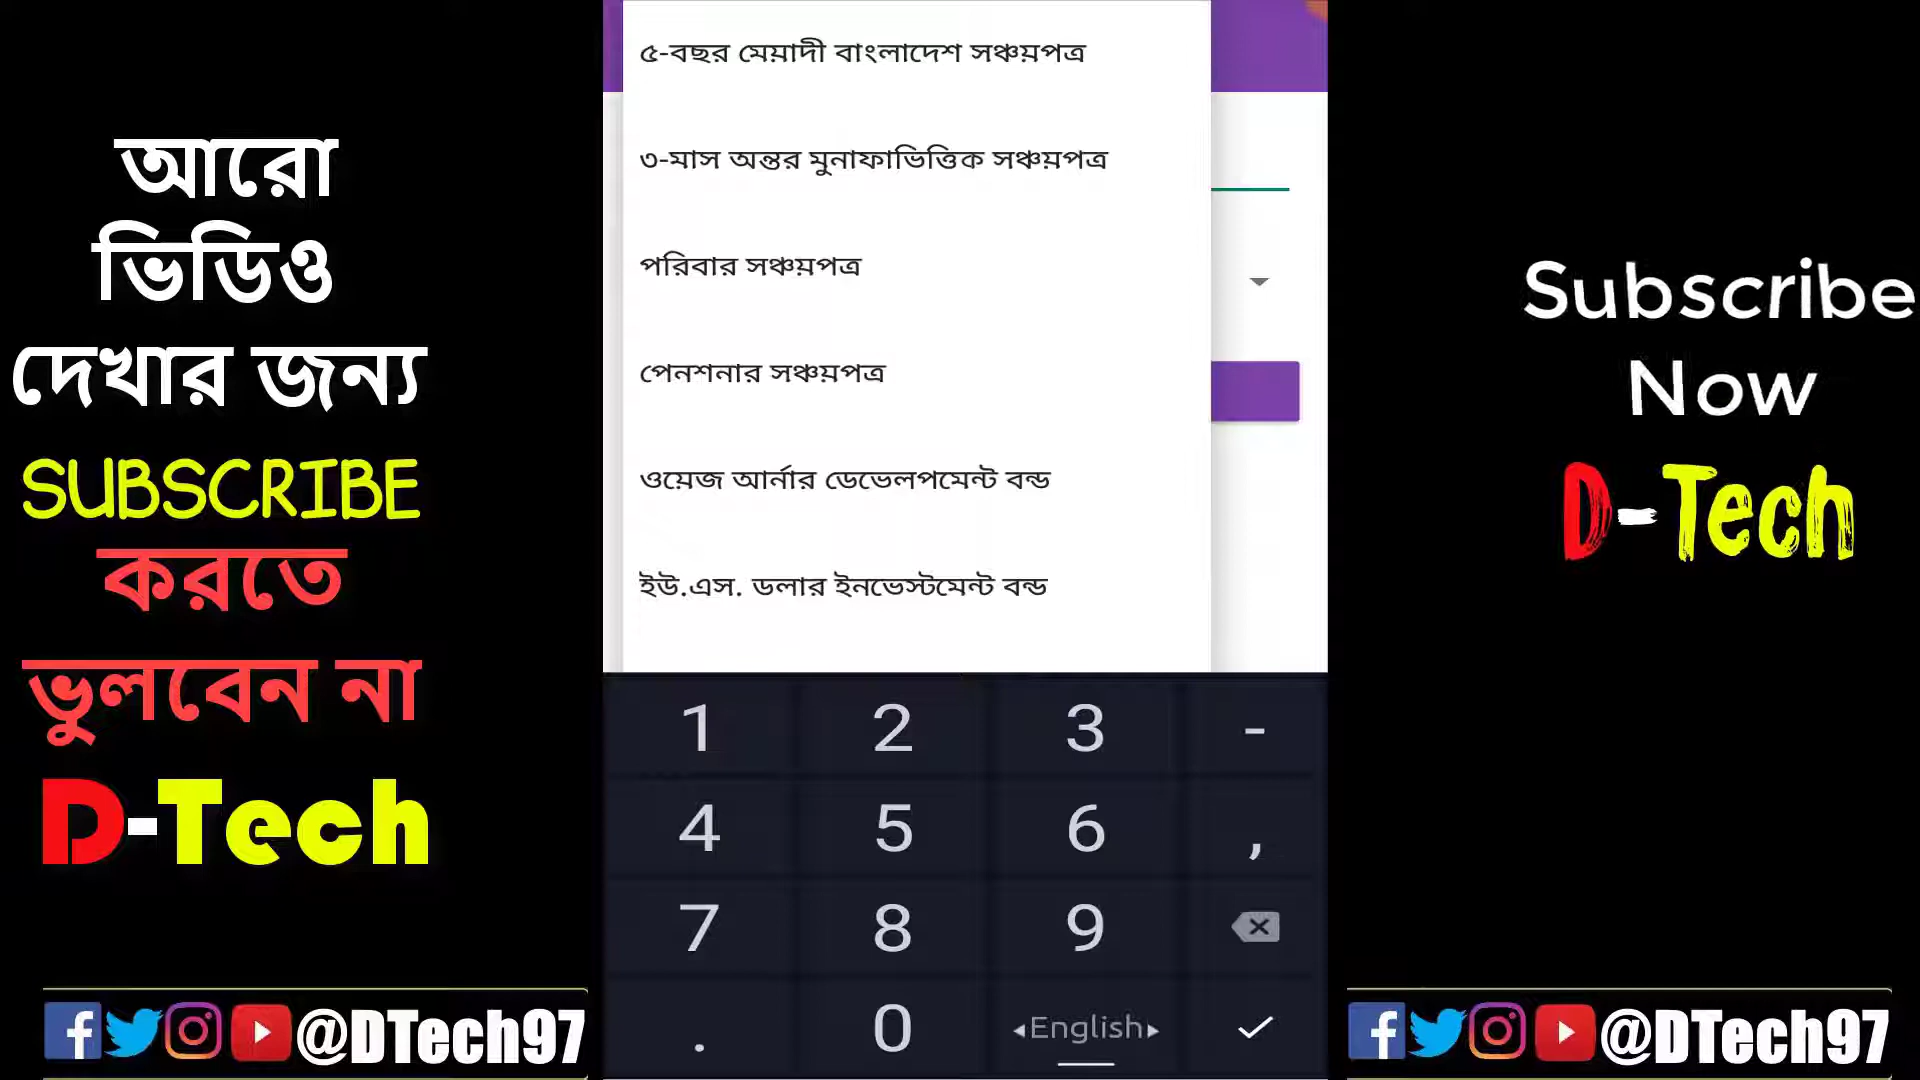 আরো
ভিডিও
দেখার জন্য
SUBSCRIBE
করতে
ভুলবেন না
D-Tech
@DTech97
৫-বছর মেয়াদী বাংলাদেশ সঞ্চয়পত্র
৩-মাস অন্তর মুনাফাভিত্তিক সঞ্চয়পত্র
পরিবার সঞ্চয়পত্র
পেনশনার সঞ্চয়পত্র
ওয়েজ আর্নার ডেভেলপমেন্ট বন্ড
ইউ.এস. ডলার ইনভেস্টমেন্ট বন্ড
1 2 3 -
4 5 6 ,
7 8 9
. 0 English
Subscribe
Now
D-Tech
@DTech97